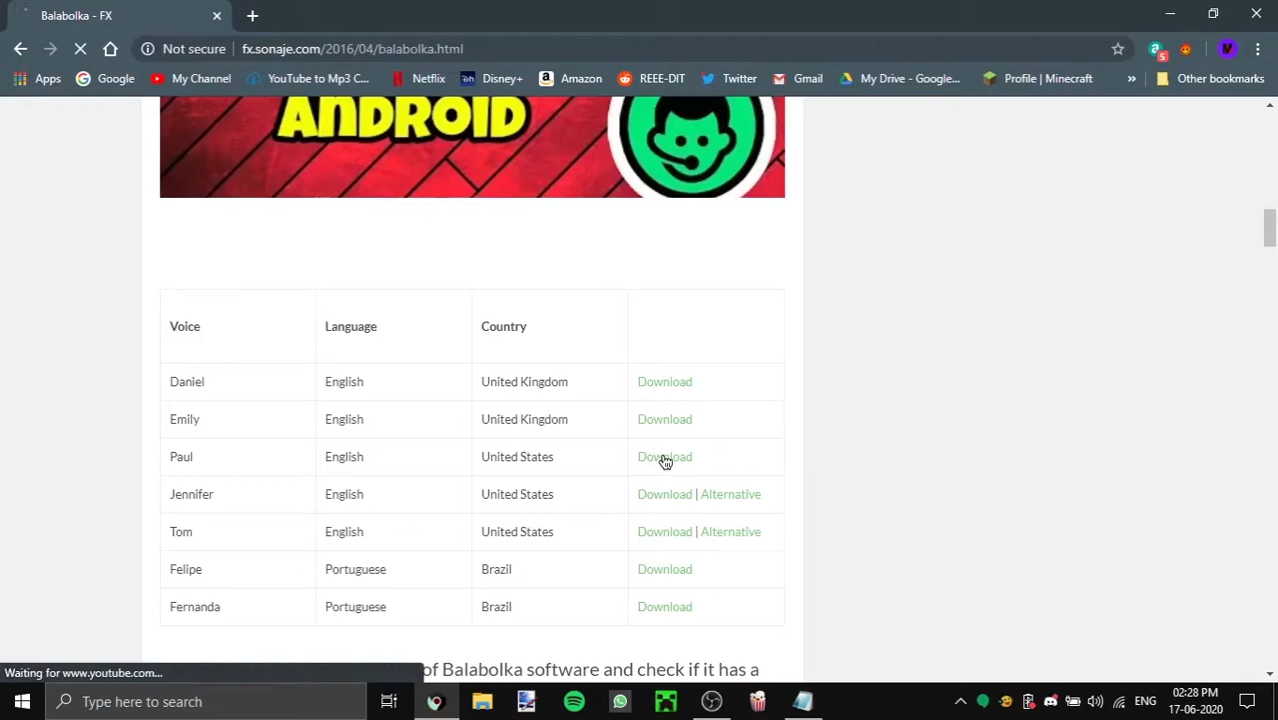 Balabolka - FX
Not secure fx.sonaje.com/2016/04/balabolka.html
Apps Google My Channel YouTube to Mp3 C... Netflix Disney+ Amazon REEE-DIT Twitter Gmail My Drive - Google... Profile | Minecraft » Other bookmarks
ANDROID
Voice Language Country
Daniel English United Kingdom Download
Emily English United Kingdom Download
Paul English United States Download
Jennifer English United States Download | Alternative
Tom English United States Download | Alternative
Felipe Portuguese Brazil Download
Fernanda Portuguese Brazil Download
of Balabolka software and check if it has a
Waiting for www.youtube.com...
Type here to search
ENG
02:28 PM
17-06-2020